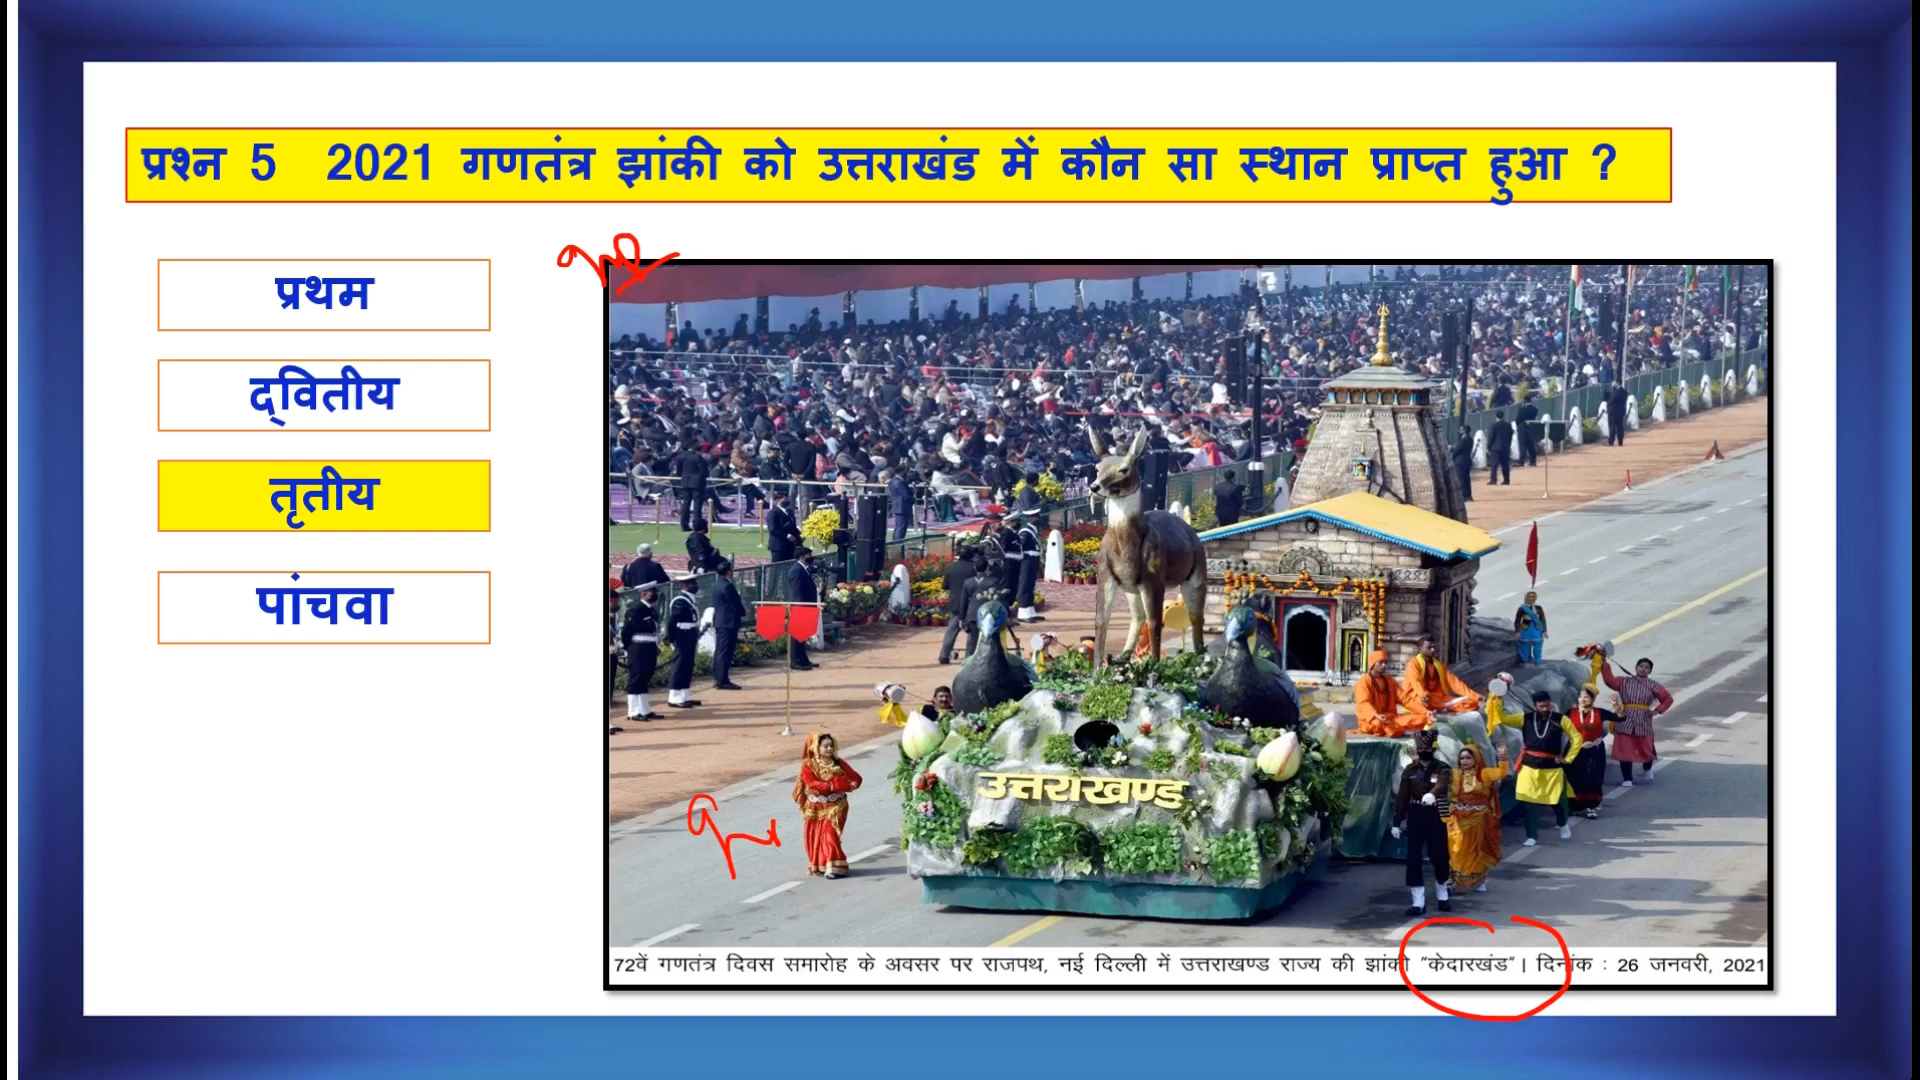 प्रश्न 5 2021 गणतंत्र झांकी को उत्तराखंड में कौन सा स्थान प्राप्त हुआ ?
प्रथम
द्वितीय
तृतीय
पांचवा
उत्तराखण्ड
72वें गणतंत्र दिवस समारोह के अवसर पर राजपथ, नई दिल्ली में उत्तराखण्ड राज्य की झांकी "केदारखंड"। दिनांक : 26 जनवरी, 2021